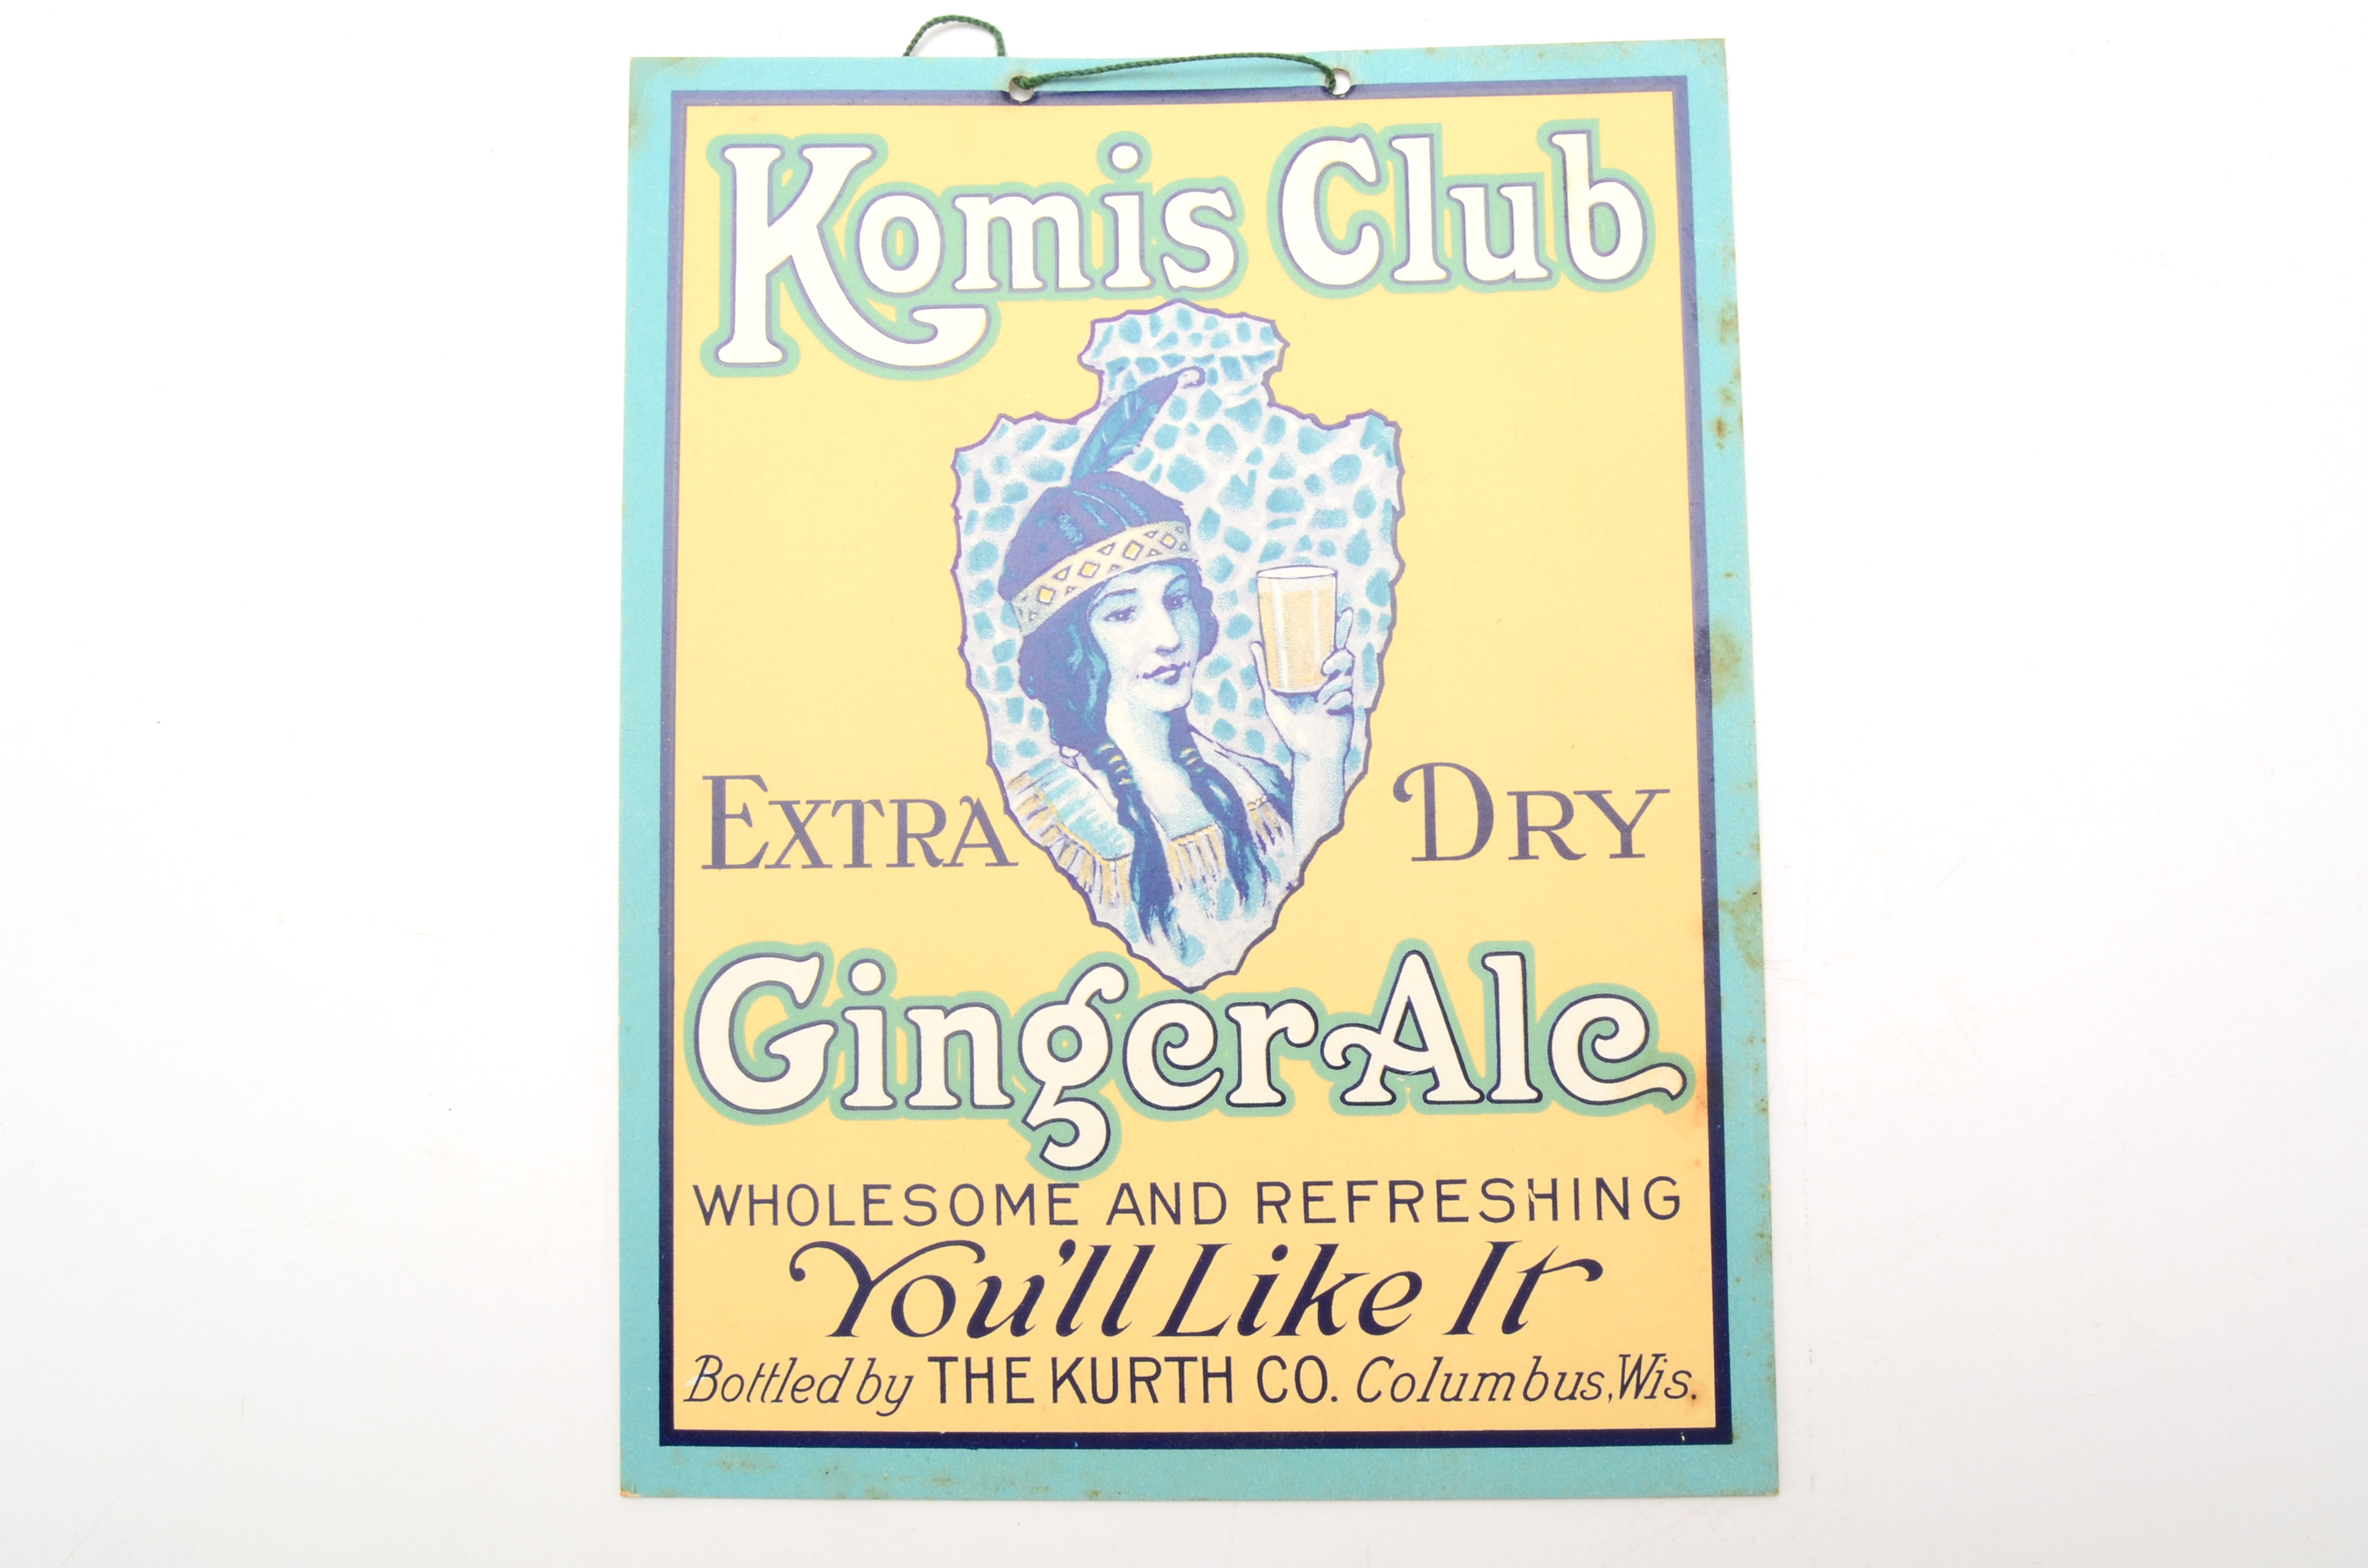 Komis Club
EXTRA DRY
Ginger Ale
WHOLESOME AND REFRESHING
You'll Like It
Bottled by THE KURTH CO. Columbus, Wis.